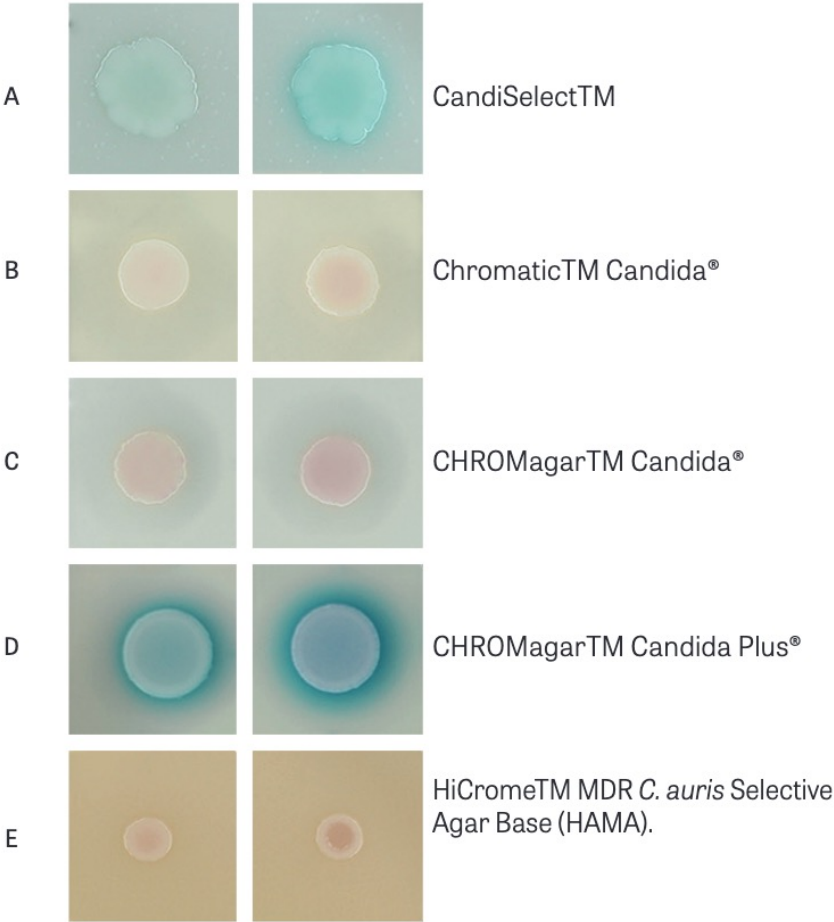 A
CandiSelectTM
B
ChromaticTM Candida®
C
CHROMagarTM Candida®
D
CHROMagarTM Candida Plus®
E
HiCromeTM MDR C. auris Selective
Agar Base (HAMA).